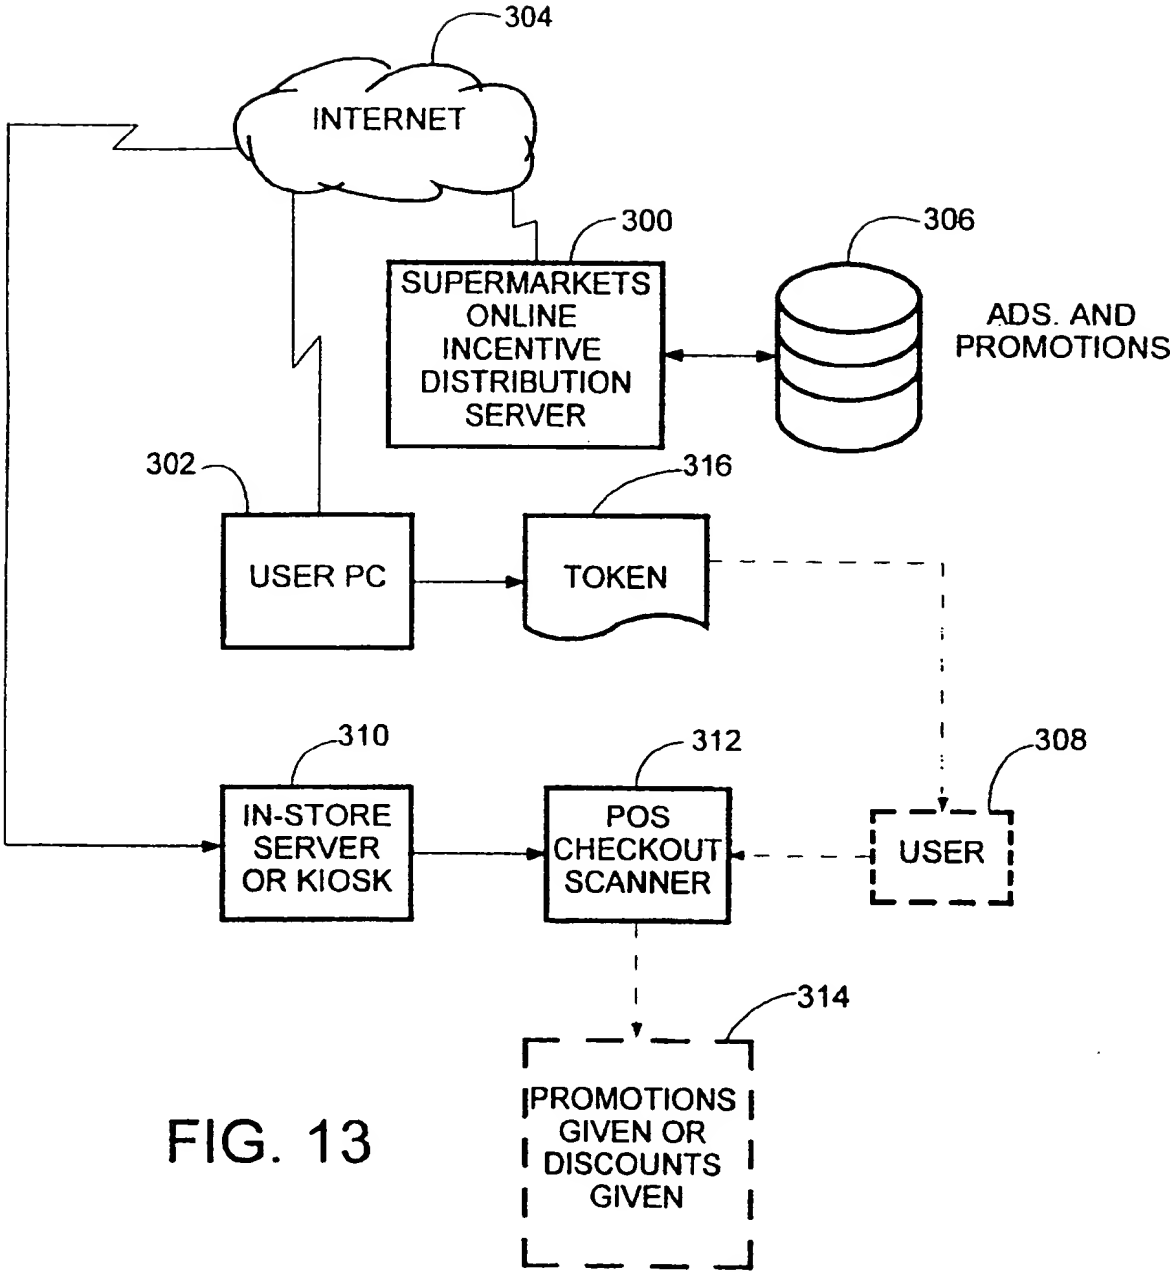 304
INTERNET
300
306
SUPERMARKETS
ONLINE
INCENTIVE
DISTRIBUTION
SERVER
ADS. AND
PROMOTIONS
302
316
USER PC
TOKEN
310
312
308
IN-STORE
SERVER
OR KIOSK
POS
CHECKOUT
SCANNER
USER
314
PROMOTIONS
GIVEN OR
DISCOUNTS
GIVEN
FIG. 13